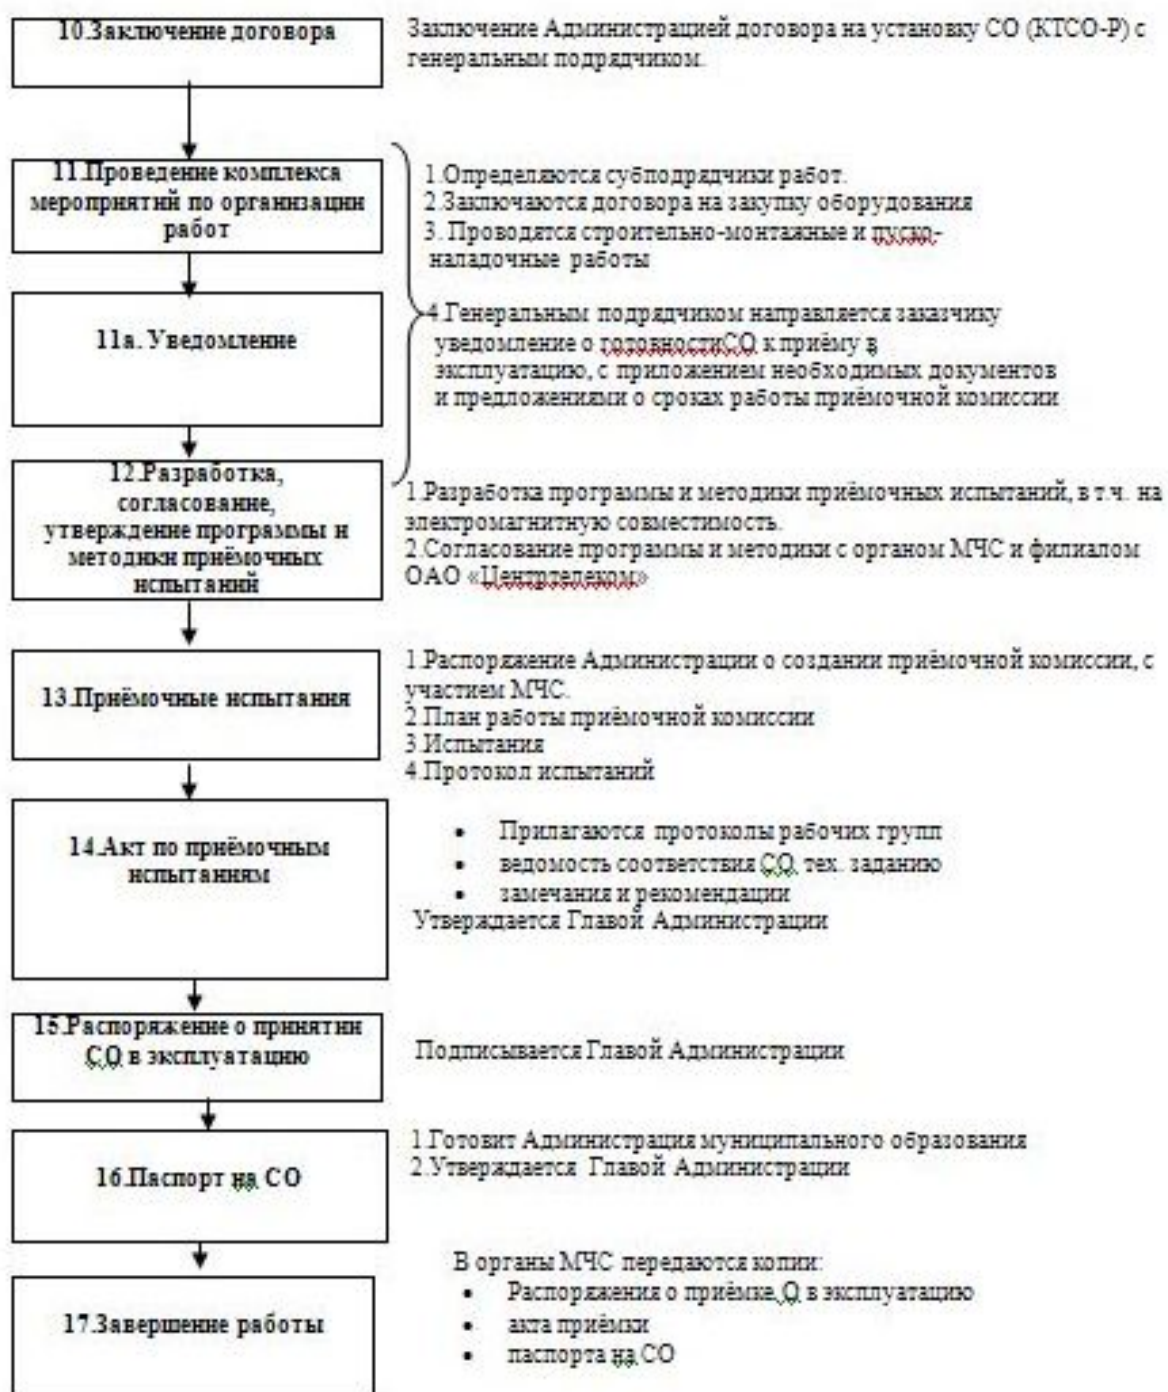 10.Заключение договора
Заключение Администрацией договора на установку СО (КТСО-Р) с
генеральным подрядчиком.
11.Проведение комплекса
мероприятий по организации
работ
1.Определяются субподрядчики работ.
2.Заключаются договора на закупку оборудования
3. Проводятся строительно-монтажные и пуско-
наладочные работы
11а. Уведомление
4.Генеральным подрядчиком направляется заказчику
уведомление о готовностиСО к приёму в
эксплуатацию, с приложением необходимых документов
и предложениями о сроках работы приёмочной комиссии
12.Разработка,
согласование,
утверждение программы и
методики приёмочных
испытаний
1.Разработка программы и методики приёмочных испытаний, в т.ч. на
электромагнитную совместимость.
2.Согласование программы и методики с органом МЧС и филиалом
ОАО «Центртелеком»
13.Приёмочные испытания
1.Распоряжение Администрации о создании приёмочной комиссии, с
участием МЧС.
2.План работы приёмочной комиссии
3.Испытания
4.Протокол испытаний
14.Акт по приёмочным
испытаниям
• Прилагаются протоколы рабочих групп
• ведомость соответствия СО тех. заданию
• замечания и рекомендации
Утверждается Главой Администрации
15.Распоряжение о принятии
СО в эксплуатацию
Подписывается Главой Администрации
16.Паспорт на СО
1.Готовит Администрация муниципального образования
2.Утверждается Главой Администрации
17.Завершение работы
В органы МЧС передаются копии:
• Распоряжения о приёмке О в эксплуатацию
• акта приёмки
• паспорта на СО